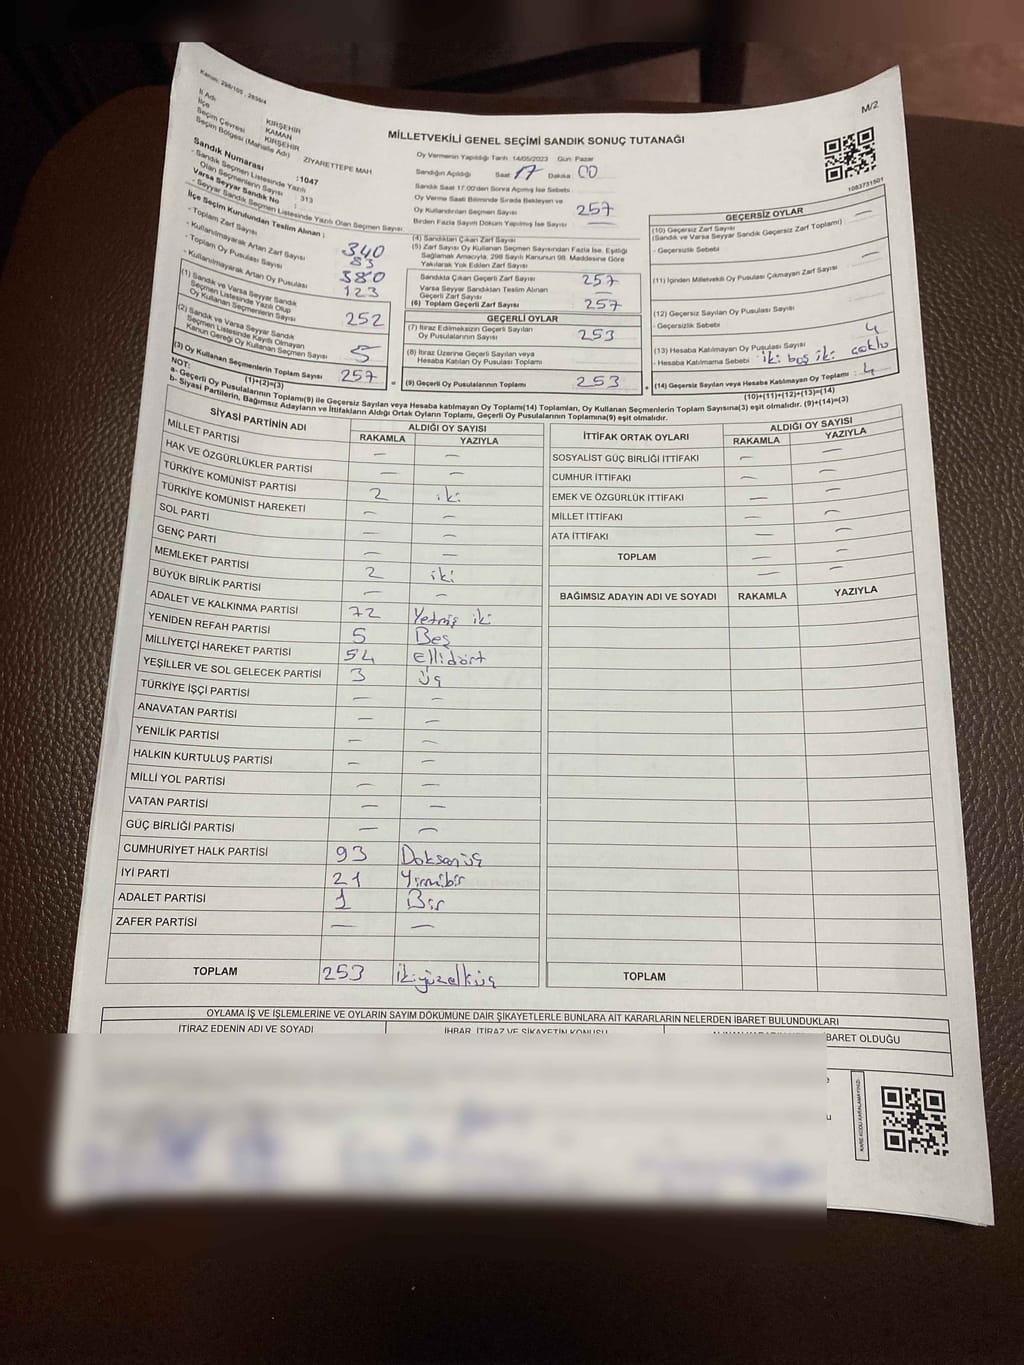 Kanun: 298/105 , 2839/4
M/2
İl Adı KIRŞEHİR
İlçe KAMAN
Seçim Çevresi KIRŞEHİR
Seçim Bölgesi (Mahalle Adı) ZİYARETTEPE MAH.
Sandık Numarası :1047
- Sandık Seçmen Listesinde Yazılı
Olan Seçmenlerin Sayısı : 313
Varsa Seyyar Sandık No :
- Seyyar Sandık Seçmen Listesinde Yazılı Olan Seçmen Sayısı:
MİLLETVEKİLİ GENEL SEÇİMİ SANDIK SONUÇ TUTANAĞI
Oy Vermenin Yapıldığı Tarih: 14/05/2023 Gün: Pazar
Sandığın Açıldığı Saat 17 Dakika 00
Sandık Saat 17.00'den Sonra Açılmış İse Sebebi
Oy Verme Saati Bitiminde Sırada Bekleyen ve
Oy Kullandırılan Seçmen Sayısı 257
Birden Fazla Sayım Döküm Yapılmış İse Sayısı —
1083731501
İlçe Seçim Kurulundan Teslim Alınan :
- Toplam Zarf Sayısı 340
- Kullanılmayarak Artan Zarf Sayısı 83
- Toplam Oy Pusulası Sayısı 380
- Kullanılmayarak Artan Oy Pusulası 123
(1) Sandık ve Varsa Seyyar Sandık
Seçmen Listesinde Yazılı Olup
Oy Kullanan Seçmenlerin Sayısı 252
(2) Sandık ve Varsa Seyyar Sandık
Seçmen Listesinde Kayıtlı Olmayan
Kanun Gereği Oy Kullanan Seçmen Sayısı 5
(3) Oy Kullanan Seçmenlerin Toplam Sayısı 257
(1)+(2)=(3)
(4) Sandıktan Çıkan Zarf Sayısı
(5) Zarf Sayısı Oy Kullanan Seçmen Sayısından Fazla İse, Eşitliği
Sağlamak Amacıyla, 298 Sayılı Kanunun 98. Maddesine Göre
Yakılarak Yok Edilen Zarf Sayısı
Sandıkta Çıkan Geçerli Zarf Sayısı 257
Varsa Seyyar Sandıktan Teslim Alınan
Geçerli Zarf Sayısı —
(6) Toplam Geçerli Zarf Sayısı 257
GEÇERLİ OYLAR
(7) İtiraz Edilmeksizin Geçerli Sayılan
Oy Pusulalarının Sayısı 253
(8) İtiraz Üzerine Geçerli Sayılan veya
Hesaba Katılan Oy Pusulası Toplamı
= (9) Geçerli Oy Pusulalarının Toplamı 253 +
GEÇERSİZ OYLAR
(10) Geçersiz Zarf Sayısı —
(Sandık ve Varsa Seyyar Sandık Geçersiz Zarf Toplamı)
- Geçersizlik Sebebi
(11) İçinden Milletvekili Oy Pusulası Çıkmayan Zarf Sayısı —
(12) Geçersiz Sayılan Oy Pusulası Sayısı
- Geçersizlik Sebebi
(13) Hesaba Katılmayan Oy Pusulası Sayısı 4
- Hesaba Katılmama Sebebi iki boş iki çoklu
(14) Geçersiz Sayılan veya Hesaba Katılmayan Oy Toplamı : 4
(10)+(11)+(12)+(13)=(14)
NOT:
a- Geçerli Oy Pusulalarının Toplamı(9) ile Geçersiz Sayılan veya Hesaba katılmayan Oy Toplamı(14) Toplamları, Oy Kullanan Seçmenlerin Toplam Sayısına(3) eşit olmalıdır. (9)+(14)=(3)
b- Siyasi Partilerin, Bağımsız Adayların ve İttifakların Aldığı Ortak Oyların Toplamı, Geçerli Oy Pusulalarının Toplamına(9) eşit olmalıdır.
SİYASİ PARTİNİN ADI ALDIĞI OY SAYISI
RAKAMLA YAZIYLA
MİLLET PARTİSİ — —
HAK VE ÖZGÜRLÜKLER PARTİSİ — —
TÜRKİYE KOMÜNİST PARTİSİ 2 iki
TÜRKİYE KOMÜNİST HAREKETİ — —
SOL PARTİ — —
GENÇ PARTİ — —
MEMLEKET PARTİSİ 2 iki
BÜYÜK BİRLİK PARTİSİ — —
ADALET VE KALKINMA PARTİSİ 72 Yetmiş iki
YENİDEN REFAH PARTİSİ 5 Beş
MİLLİYETÇİ HAREKET PARTİSİ 54 ellidört
YEŞİLLER VE SOL GELECEK PARTİSİ 3 üç
TÜRKİYE İŞÇİ PARTİSİ — —
ANAVATAN PARTİSİ — —
YENİLİK PARTİSİ — —
HALKIN KURTULUŞ PARTİSİ — —
MİLLİ YOL PARTİSİ — —
VATAN PARTİSİ — —
GÜÇ BİRLİĞİ PARTİSİ — —
CUMHURİYET HALK PARTİSİ 93 Doksanüç
İYİ PARTİ 21 Yirmibir
ADALET PARTİSİ 1 Bir
ZAFER PARTİSİ — —
TOPLAM 253 ikiyüzelliüç
İTTİFAK ORTAK OYLARI ALDIĞI OY SAYISI
RAKAMLA YAZIYLA
SOSYALİST GÜÇ BİRLİĞİ İTTİFAKI — —
CUMHUR İTTİFAKI — —
EMEK VE ÖZGÜRLÜK İTTİFAKI — —
MİLLET İTTİFAKI — —
ATA İTTİFAKI — —
TOPLAM — —
— —
BAĞIMSIZ ADAYIN ADI VE SOYADI RAKAMLA YAZIYLA
TOPLAM
OYLAMA İŞ VE İŞLEMLERİNE VE OYLARIN SAYIM DÖKÜMÜNE DAİR ŞİKAYETLERLE BUNLARA AİT KARARLARIN NELERDEN İBARET BULUNDUKLARI
İTİRAZ EDENİN ADI VE SOYADI
İHBAR, İTİRAZ VE ŞİKAYETİN KONUSU
İBARET OLDUĞU
KARE KODU KARALAMAYINIZ!